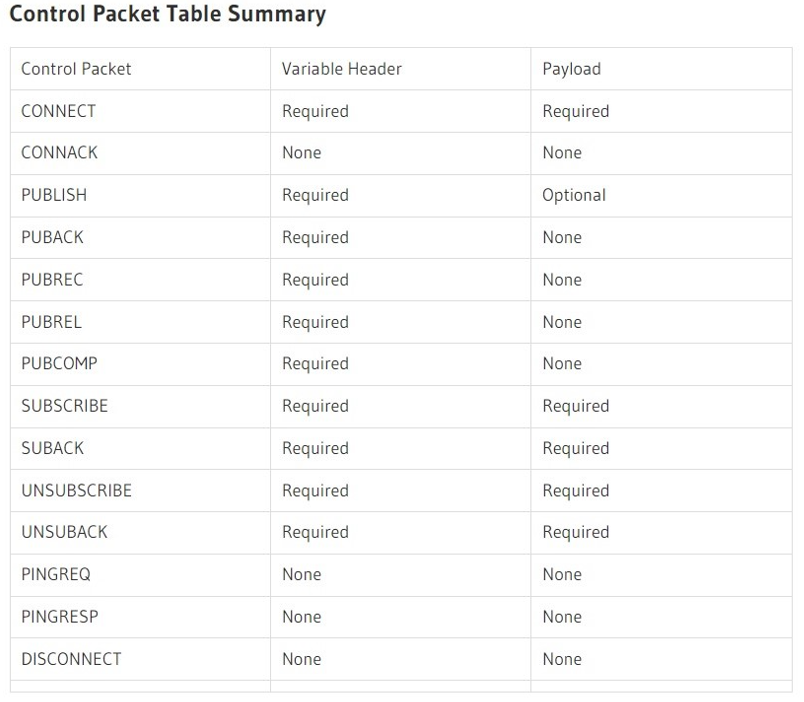 Control Packet Table Summary
Control Packet Variable Header Payload
CONNECT Required Required
CONNACK None None
PUBLISH Required Optional
PUBACK Required None
PUBREC Required None
PUBREL Required None
PUBCOMP Required None
SUBSCRIBE Required Required
SUBACK Required Required
UNSUBSCRIBE Required Required
UNSUBACK Required Required
PINGREQ None None
PINGRESP None None
DISCONNECT None None